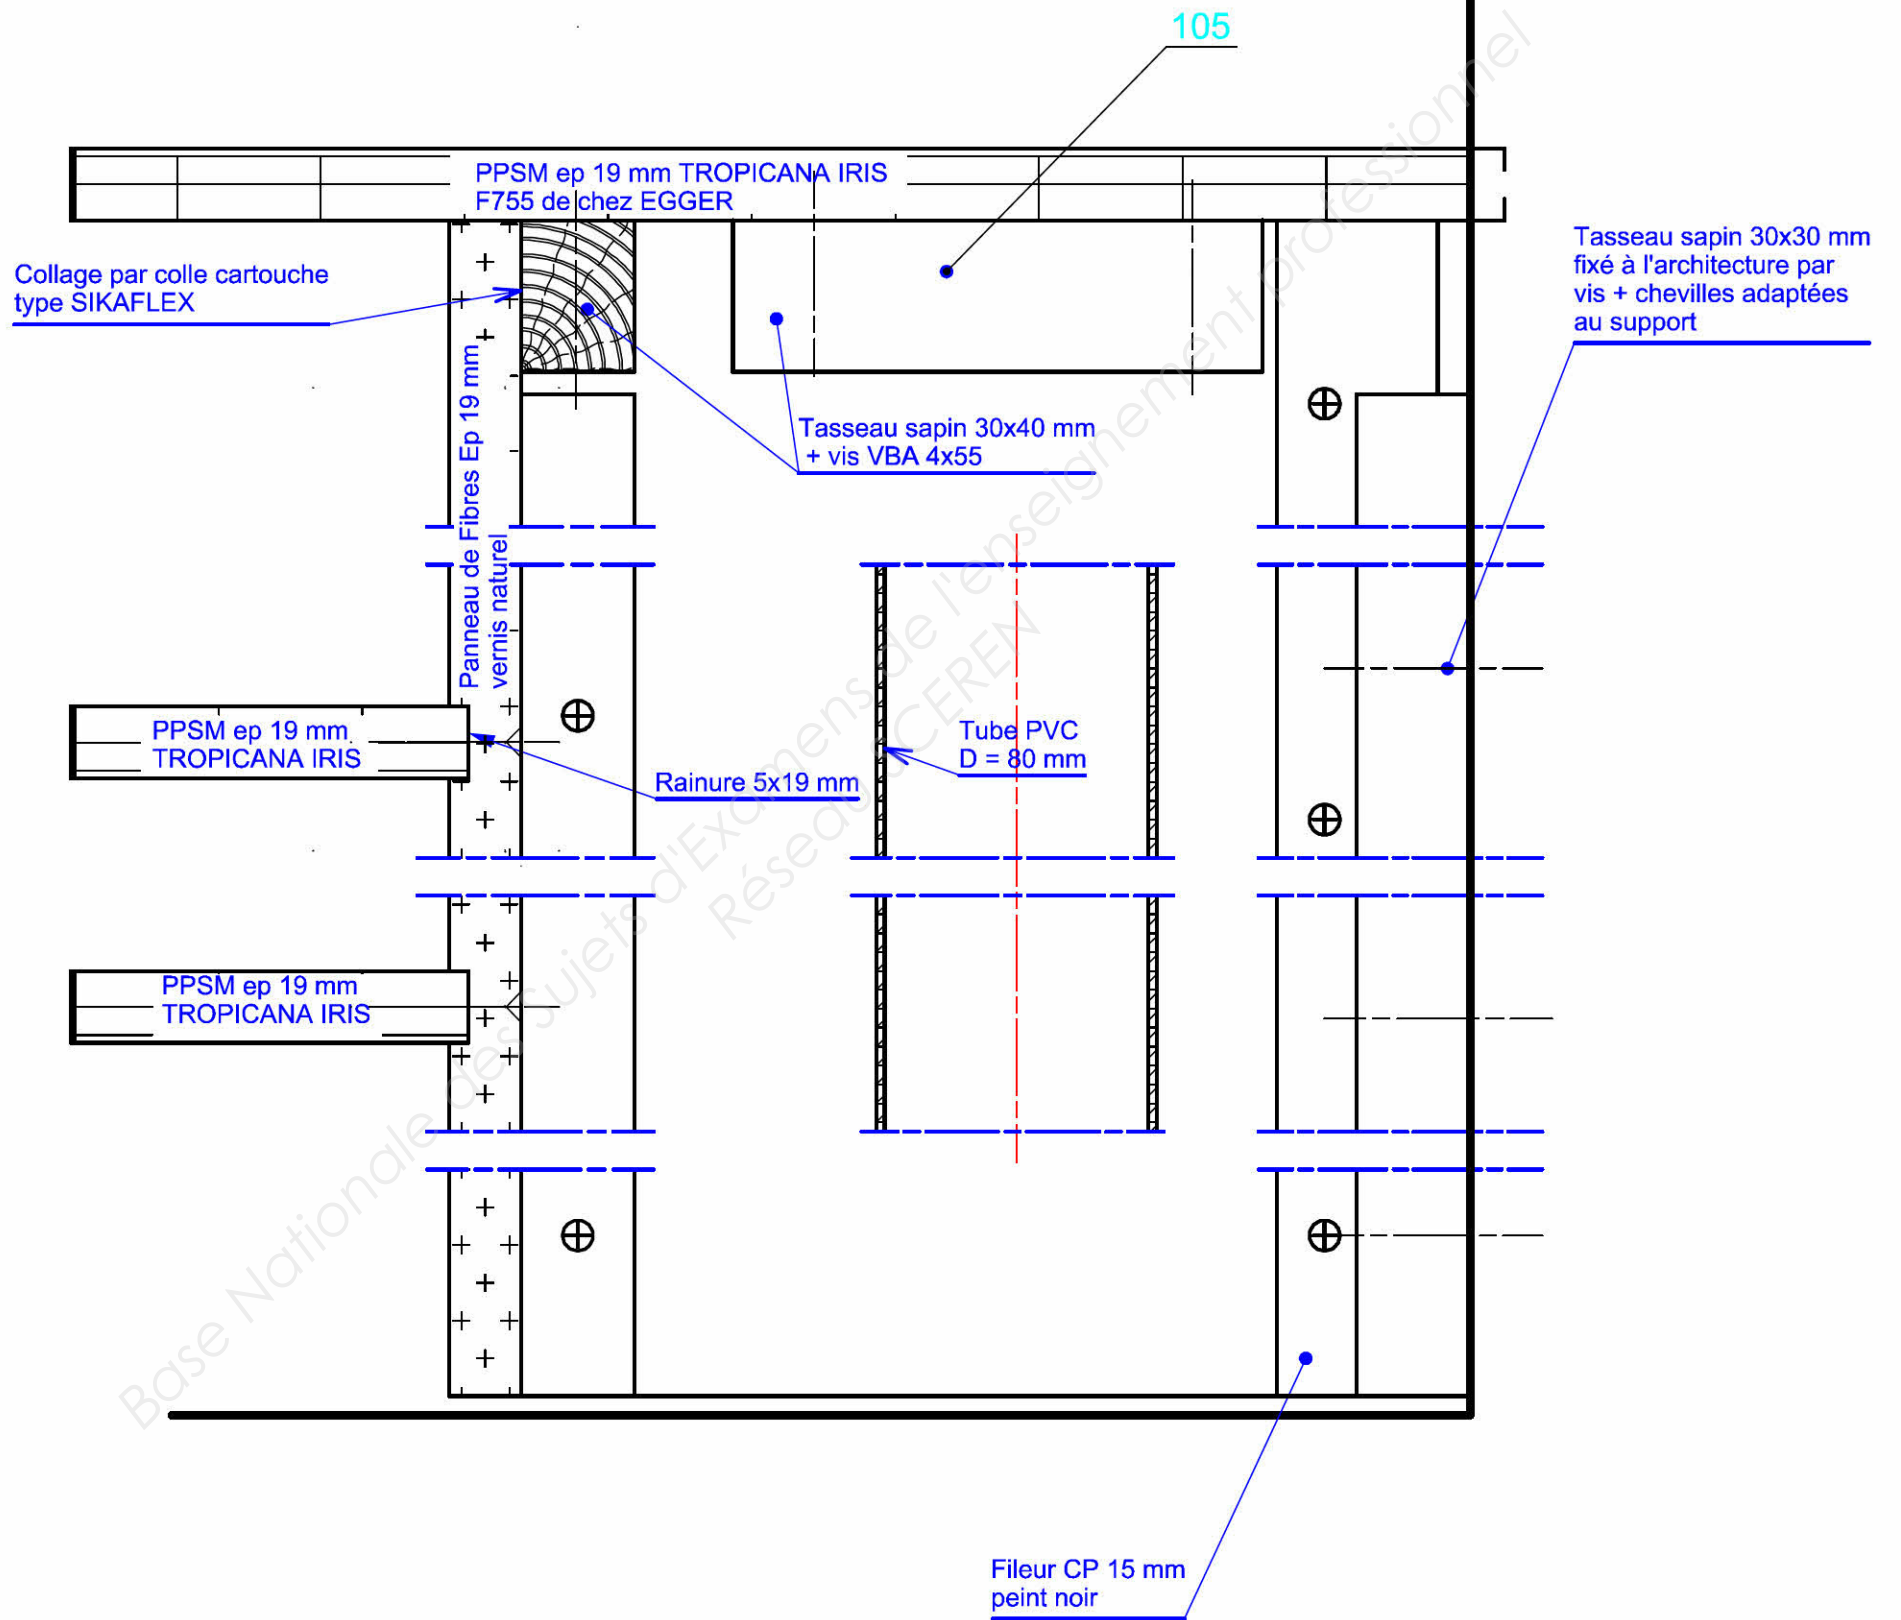 105
PPSM ep 19 mm TROPICANA IRIS
F755 de chez EGGER
Tasseau sapin 30x30 mm
fixé à l'architecture par
vis + chevilles adaptées
au support
Collage par colle cartouche
type SIKAFLEX
Tasseau sapin 30x40 mm
+ vis VBA 4x55
Panneau de Fibres Ep 19 mm
vernis naturel
PPSM ep 19 mm
TROPICANA IRIS
Tube PVC
D = 80 mm
Rainure 5x19 mm
PPSM ep 19 mm
TROPICANA IRIS
Fileur CP 15 mm
peint noir
Base Nationale des Sujets d'Examens de l'enseignement professionnel
Réseau SCEREN